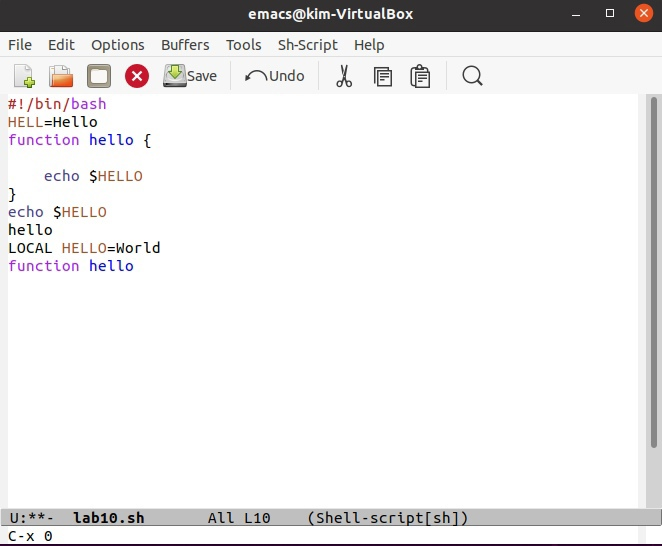 emacs@kim-VirtualBox
File Edit Options Buffers Tools Sh-Script Help
Save Undo
#!/bin/bash
HELL=Hello
function hello {
echo $HELLO
}
echo $HELLO
hello
LOCAL HELLO=World
function hello
U:**- lab10.sh All L10 (Shell-script[sh])
C-x 0